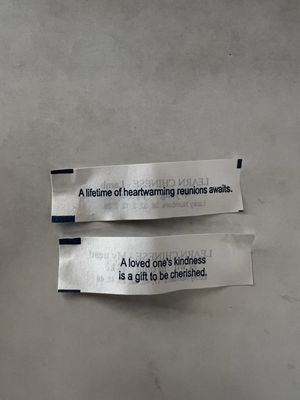 A lifetime of heartwarming reunions awaits.
A loved one's kindness
is a gift to be cherished.